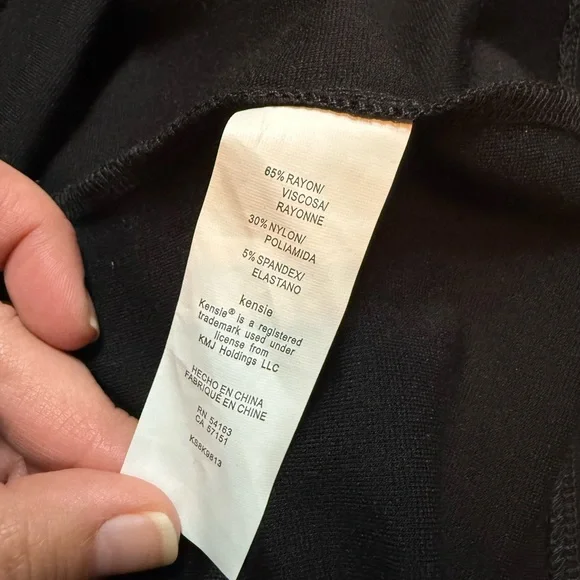 65% RAYON/
VISCOSA/
RAYONNE
30% NYLON/
POLIAMIDA
5% SPANDEX/
ELASTANO
kensie
Kensie® is a registered
trademark used under
license from
KMJ Holdings LLC
HECHO EN CHINA
FABRIQUÉ EN CHINE
RN 54163
CA 57151
KS8K9813